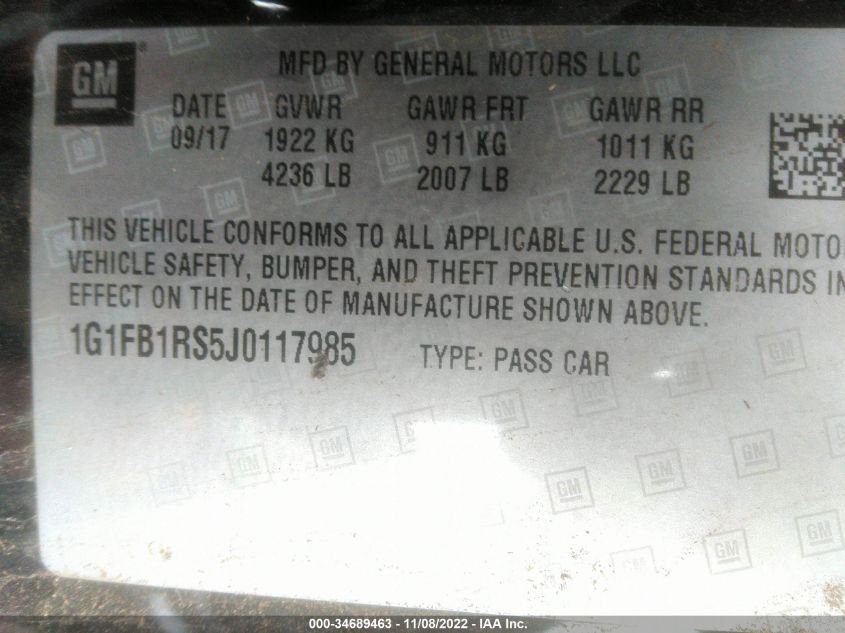 GM ®
MFD BY GENERAL MOTORS LLC
DATE GVWR GAWR FRT GAWR RR
09/17 1922 KG 911 KG 1011 KG
4236 LB 2007 LB 2229 LB
THIS VEHICLE CONFORMS TO ALL APPLICABLE U.S. FEDERAL MOTOR
VEHICLE SAFETY, BUMPER, AND THEFT PREVENTION STANDARDS IN
EFFECT ON THE DATE OF MANUFACTURE SHOWN ABOVE.
1G1FB1RS5J0117985 TYPE: PASS CAR
000-34689463 - 11/08/2022 - IAA Inc.